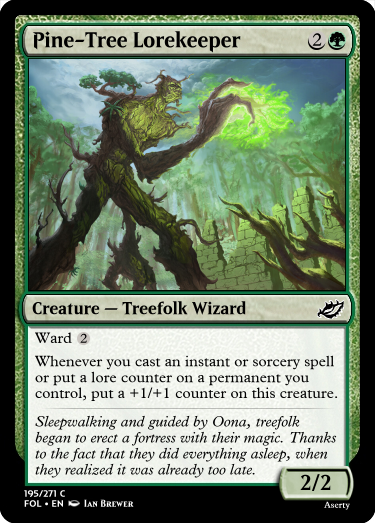 Pine-Tree Lorekeeper 2
Creature — Treefolk Wizard
Ward 2
Whenever you cast an instant or sorcery spell
or put a lore counter on a permanent you
control, put a +1/+1 counter on this creature.
Sleepwalking and guided by Oona, treefolk
began to erect a fortress with their magic. Thanks
to the fact that they did everything asleep, when
they realized it was already too late.
2/2
195/271 C
FOL • EN Ian Brewer
Aserty